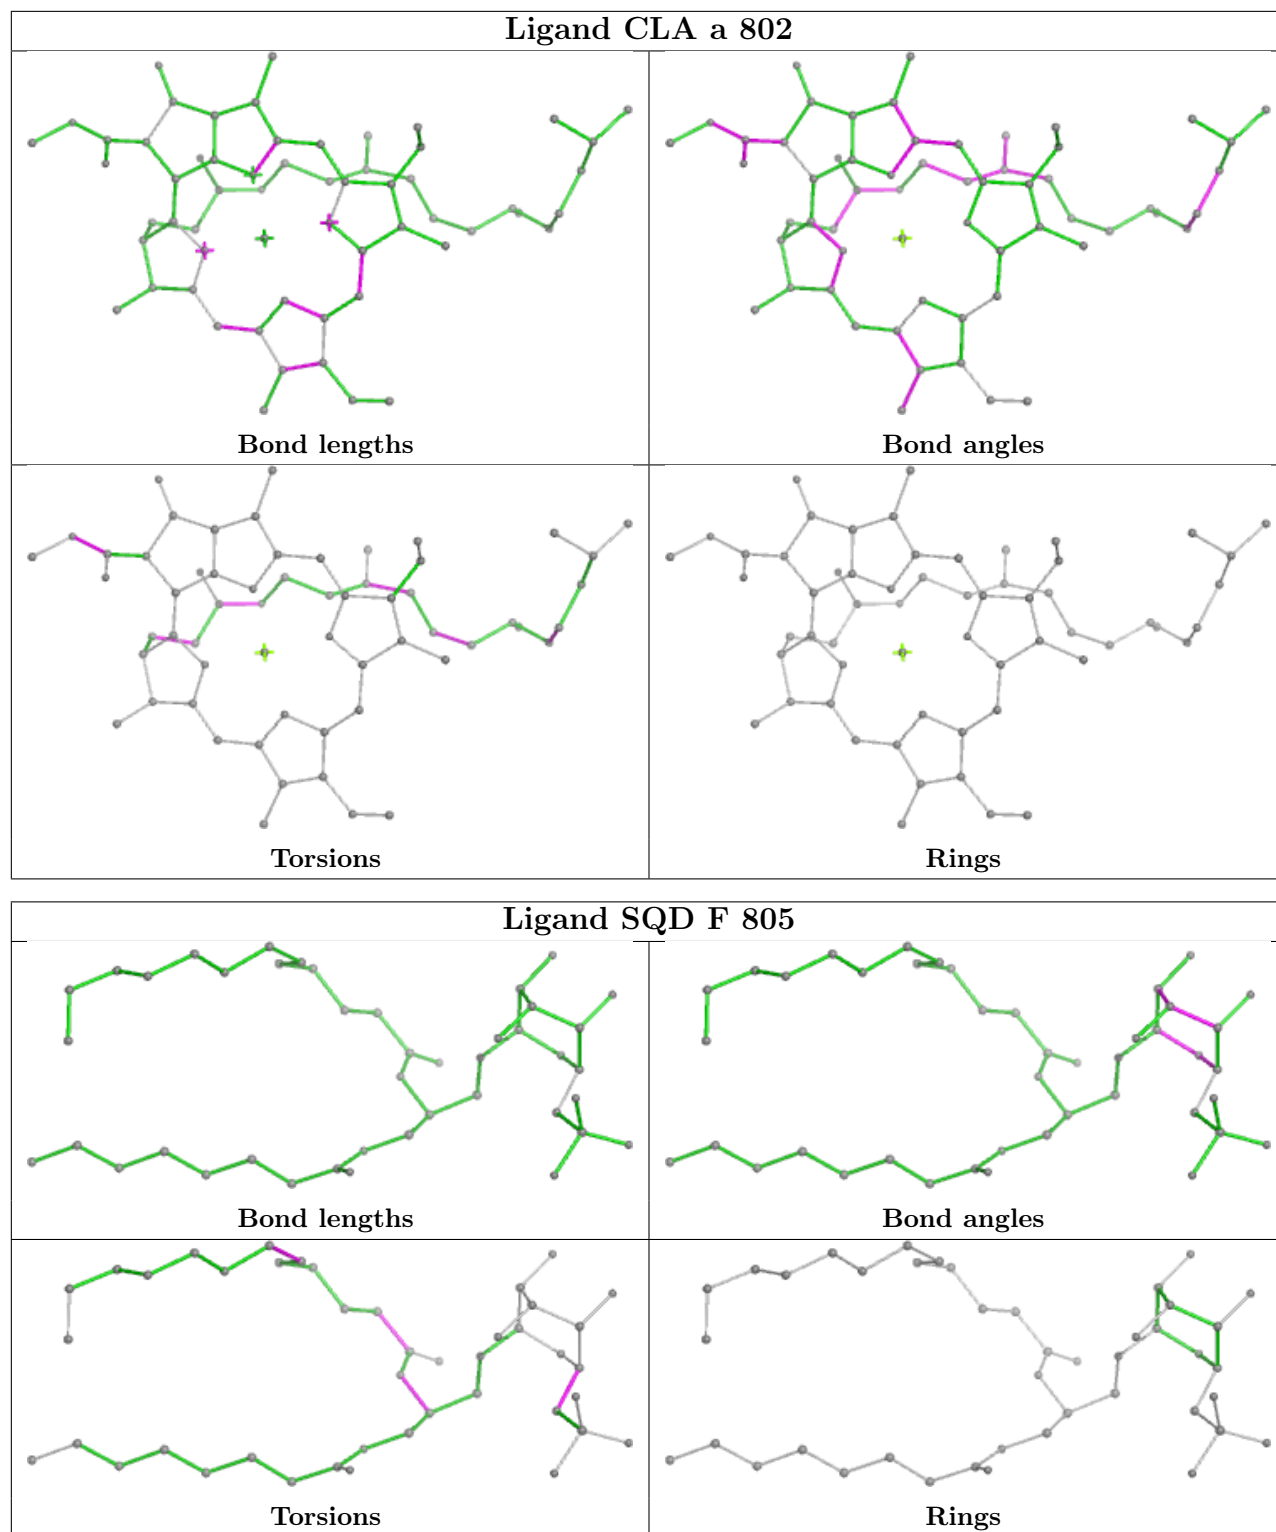 Ligand CLA a 802
Bond lengths
Bond angles
Torsions
Rings
Ligand SQD F 805
Bond lengths
Bond angles
Torsions
Rings